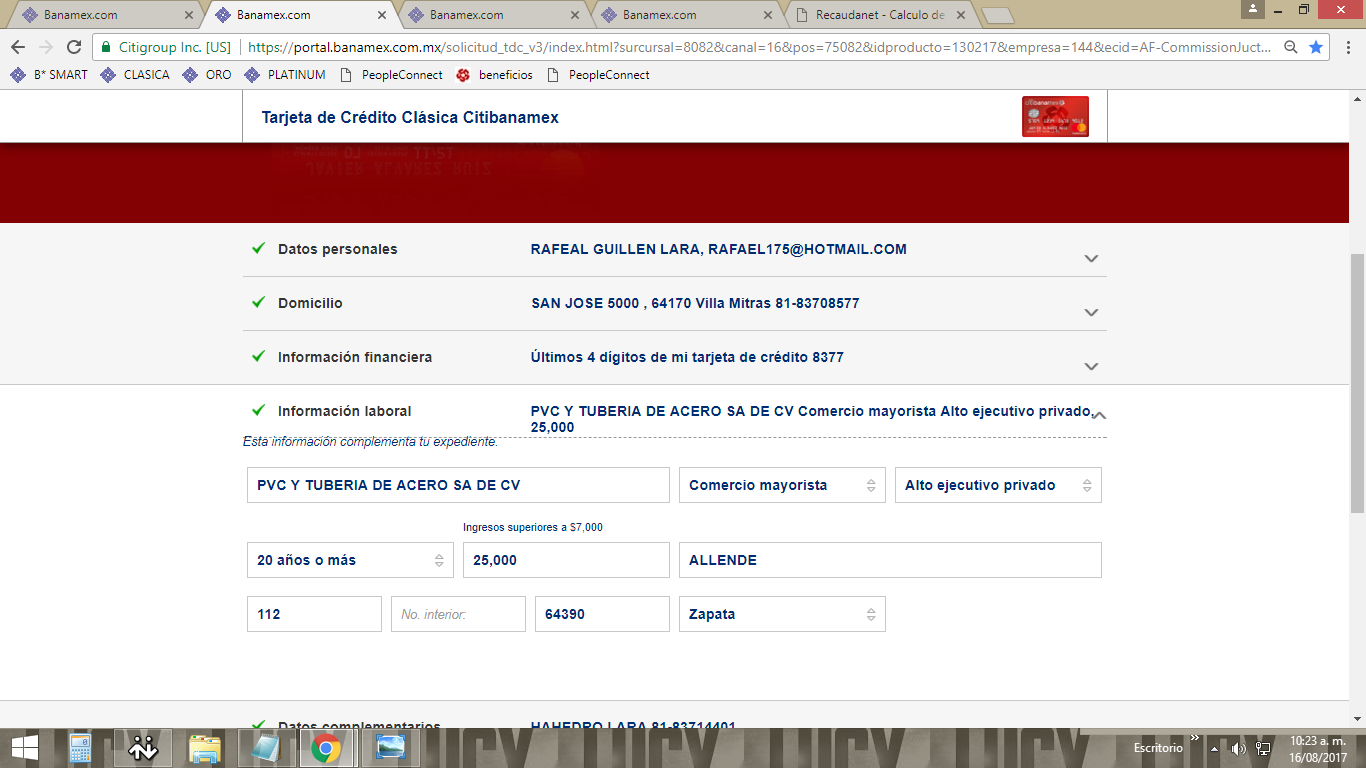 Banamex.com
Banamex.com
Banamex.com
Banamex.com
Recaudanet - Calculo de
Citigroup Inc. [US]
https://portal.banamex.com.mx/solicitud_tdc_v3/index.html?surcursal=8082&canal=16&pos=75082&idproducto=130217&empresa=144&ecid=AF-CommissionJuct...
B* SMART CLASICA ORO PLATINUM PeopleConnect beneficios PeopleConnect
Tarjeta de Crédito Clásica Citibanamex
Datos personales RAFEAL GUILLEN LARA, RAFAEL175@HOTMAIL.COM
Domicilio SAN JOSE 5000 , 64170 Villa Mitras 81-83708577
Información financiera Últimos 4 dígitos de mi tarjeta de crédito 8377
Información laboral PVC Y TUBERIA DE ACERO SA DE CV Comercio mayorista Alto ejecutivo privado,
25,000
Esta información complementa tu expediente.
PVC Y TUBERIA DE ACERO SA DE CV Comercio mayorista Alto ejecutivo privado
Ingresos superiores a $7,000
20 años o más 25,000 ALLENDE
112 No. interior: 64390 Zapata
Datos complementarios HAHEDRO LARA 81-83714401
Escritorio
10:23 a. m.
16/08/2017